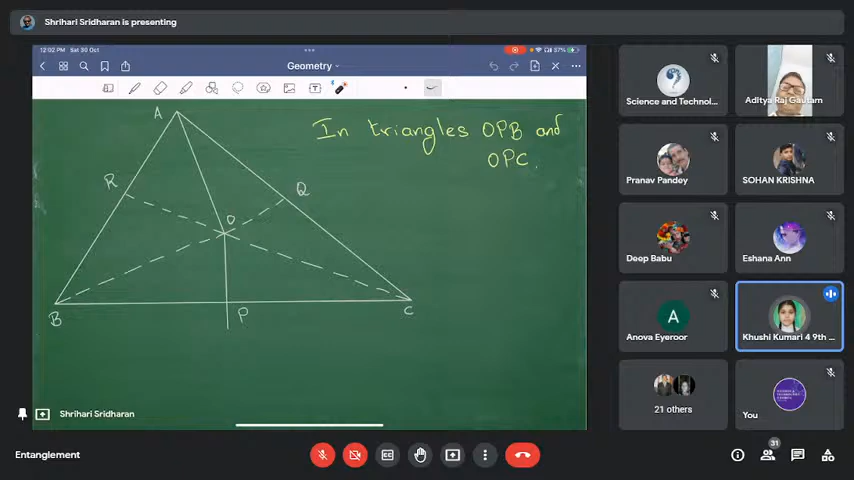 Shrihari Sridharan is presenting
12:02 PM Sat 30 Oct
37%
Geometry
A
R
Q
O
B
P
C
In triangles OPB and
OPC.
Science and Technol...
Aditya Raj Gautam
Pranav Pandey
SOHAN KRISHNA
Deep Babu
Eshana Ann
A
Anova Eyeroor
Khushi Kumari 4 9th ...
21 others
You
Shrihari Sridharan
Entanglement
CC
31